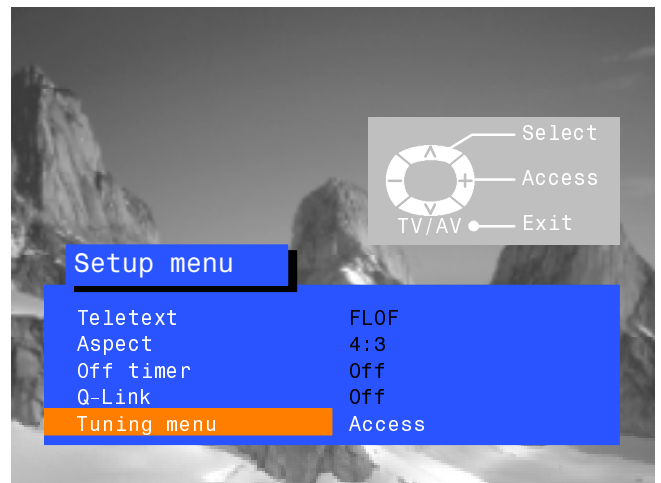 Select
Access
TV/AV Exit
Setup menu
Teletext FLOF
Aspect 4:3
Off timer Off
Q-Link Off
Tuning menu Access